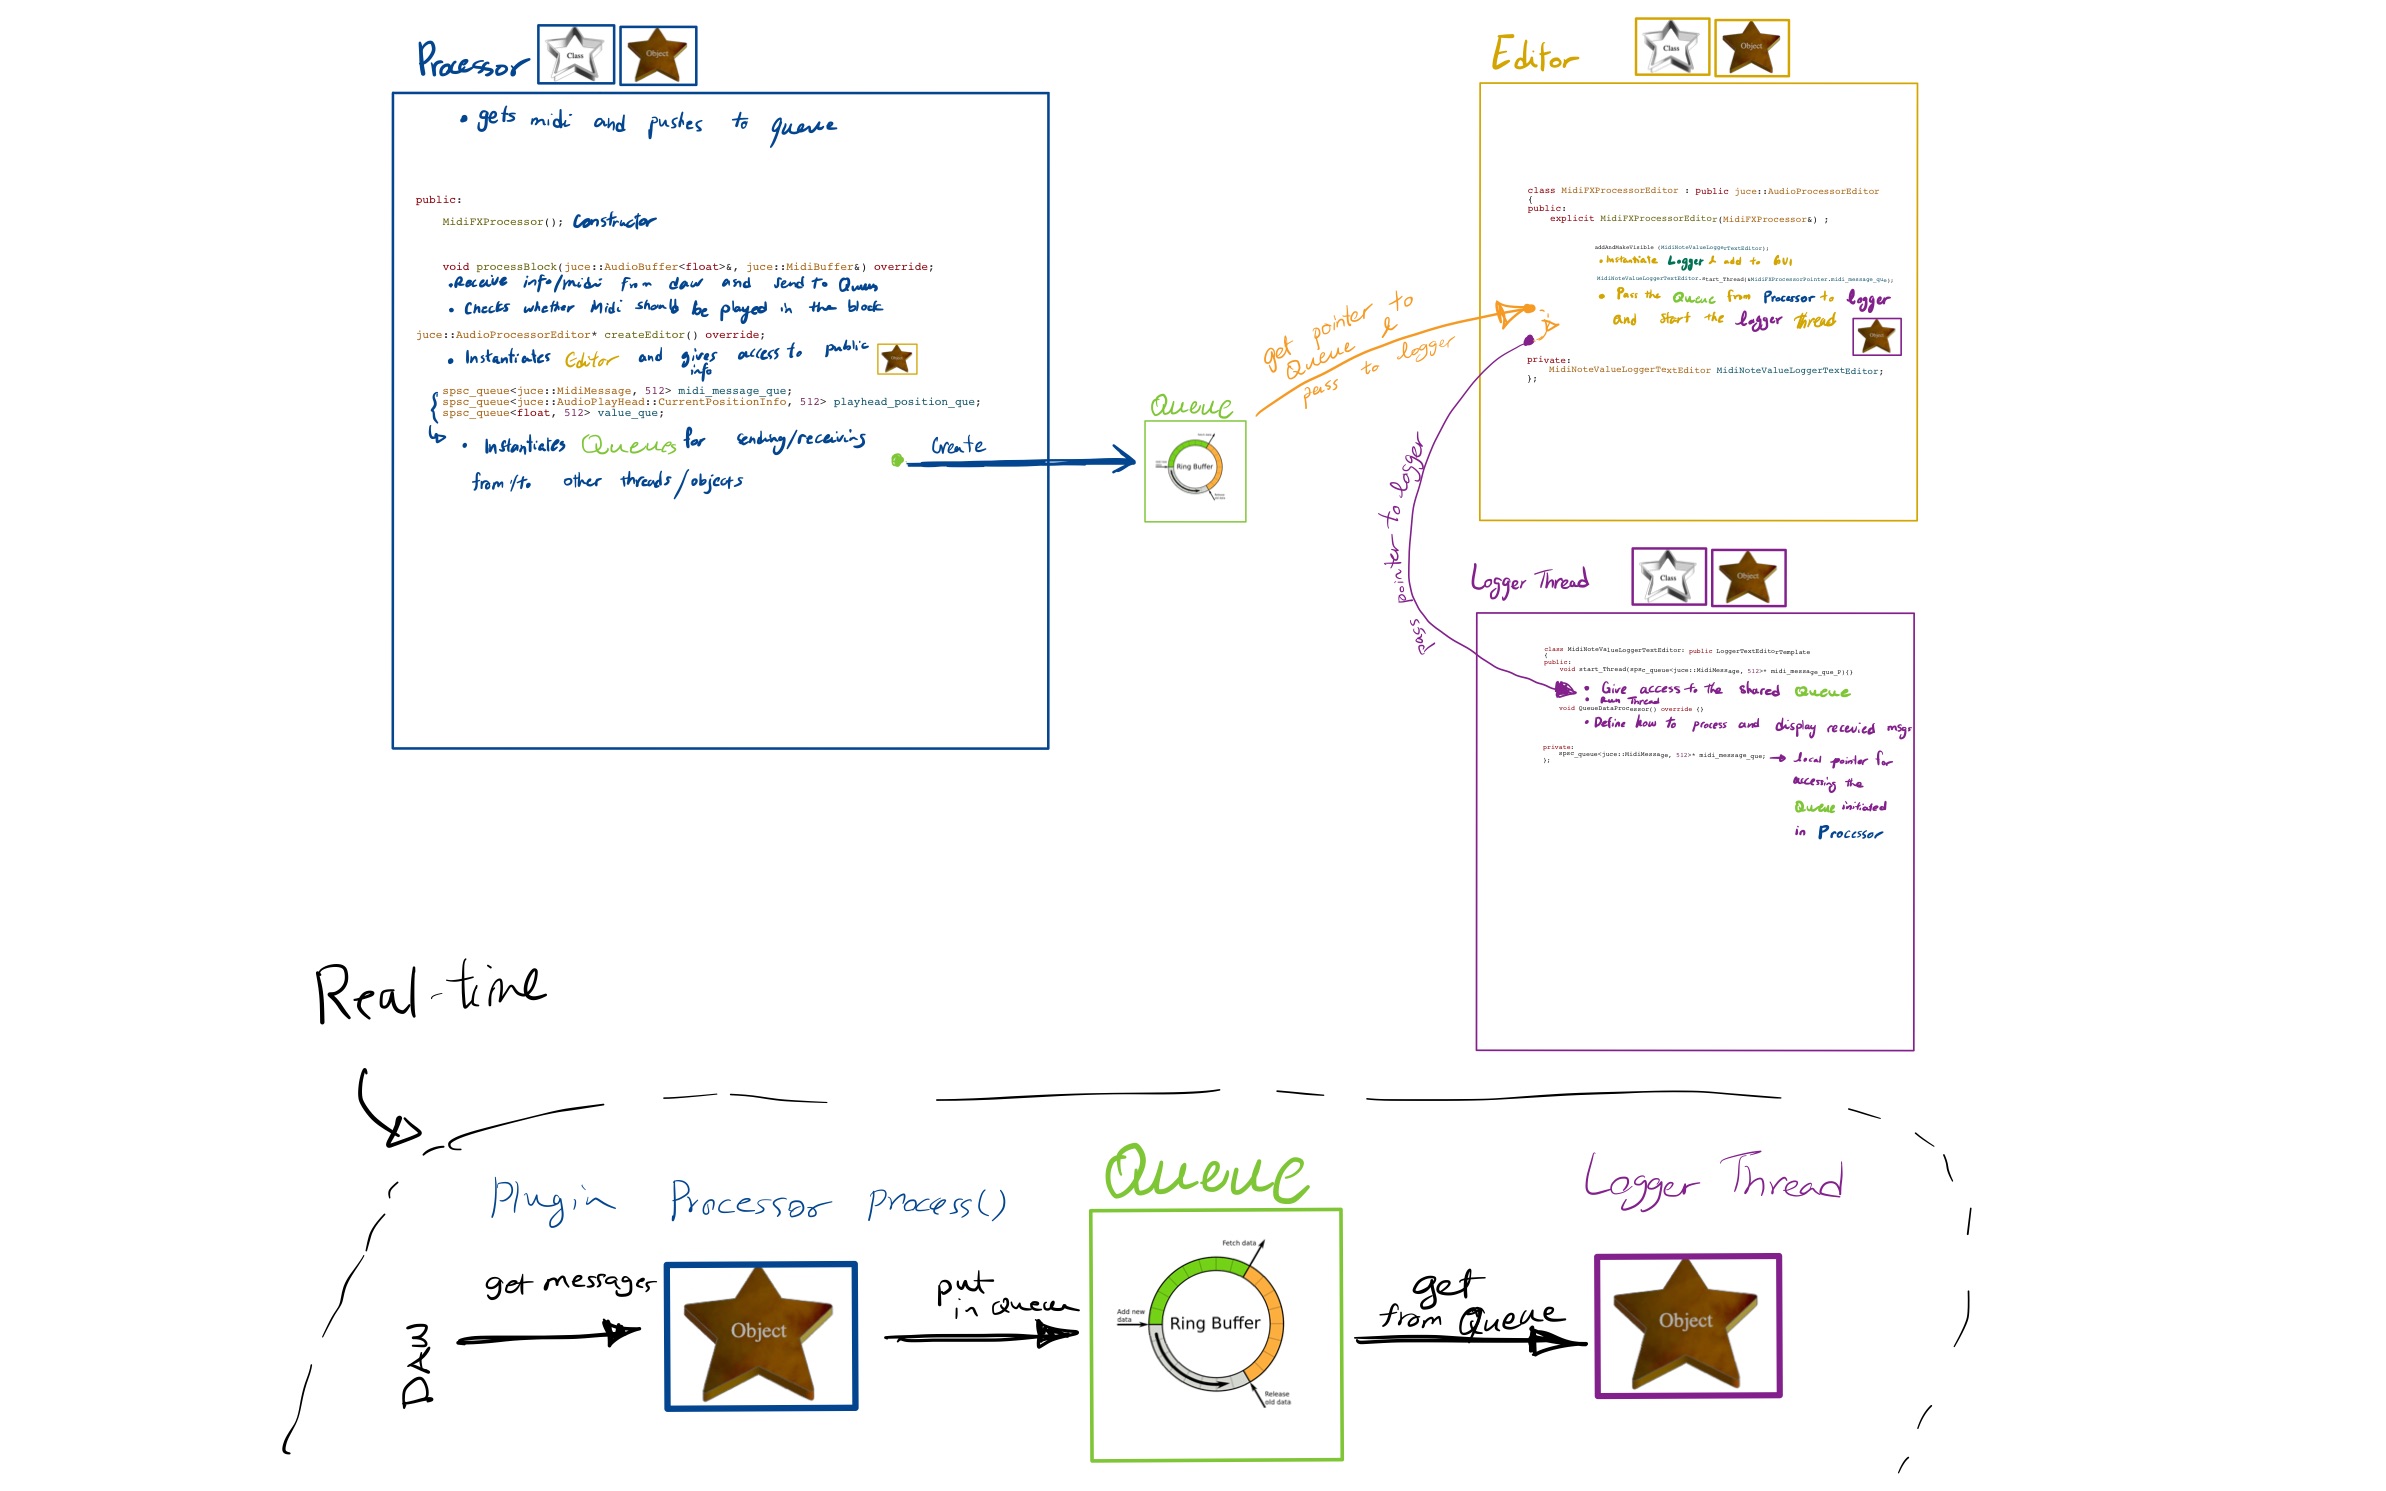 Processor
Class
Object
• gets midi and pushes to queue
public:
MidiFXProcessor(); Constructor
void processBlock(juce::AudioBuffer<float>&, juce::MidiBuffer&) override;
• Receive info/midi from daw and send to Queue
• Checks whether Midi should be played in the block
juce::AudioProcessorEditor* createEditor() override;
• Instantiates Editor and gives access to public
info
Object
spsc_queue<juce::MidiMessage, 512> midi_message_que;
spsc_queue<juce::AudioPlayHead::CurrentPositionInfo, 512> playhead_position_que;
spsc_queue<float, 512> value_que;
• Instantiates Queues for sending/receiving
from/to other threads/objects
Create
Queue
Fetch data
Ring Buffer
get pointer to
Queue &
pass to logger
Editor
Class
Object
class MidiFXProcessorEditor : public juce::AudioProcessorEditor
{
public:
explicit MidiFXProcessorEditor(MidiFXProcessor&) ;
addAndMakeVisible (MidiNoteValueLoggerTextEditor);
• Instantiate Logger & add to GUI
MidiNoteValueLoggerTextEditor.start_Thread(&MidiFXProcessorPointer.midi_message_que);
• Pass the Queue from Processor to logger
and start the logger Thread
Object
private:
MidiNoteValueLoggerTextEditor MidiNoteValueLoggerTextEditor;
};
pass pointer to logger
Logger Thread
Class
Object
class MidiNoteValueLoggerTextEditor: public LoggerTextEditorTemplate
{
public:
void start_Thread(spsc_queue<juce::MidiMessage, 512>* midi_message_que_P){}
• Give access to the shared Queue
• Run Thread
void QueueDataProcessor() override {}
• Define how to process and display recevied msgs
private:
spsc_queue<juce::MidiMessage, 512>* midi_message_que;
};
local pointer for
accessing the
Queue initiated
in Processor
Real-time
Plugin Processor process()
Queue
Logger Thread
DAW
get messages
Object
put
in Queue
Fetch data
Add new
data
Ring Buffer
Release
old data
get
from Queue
Object